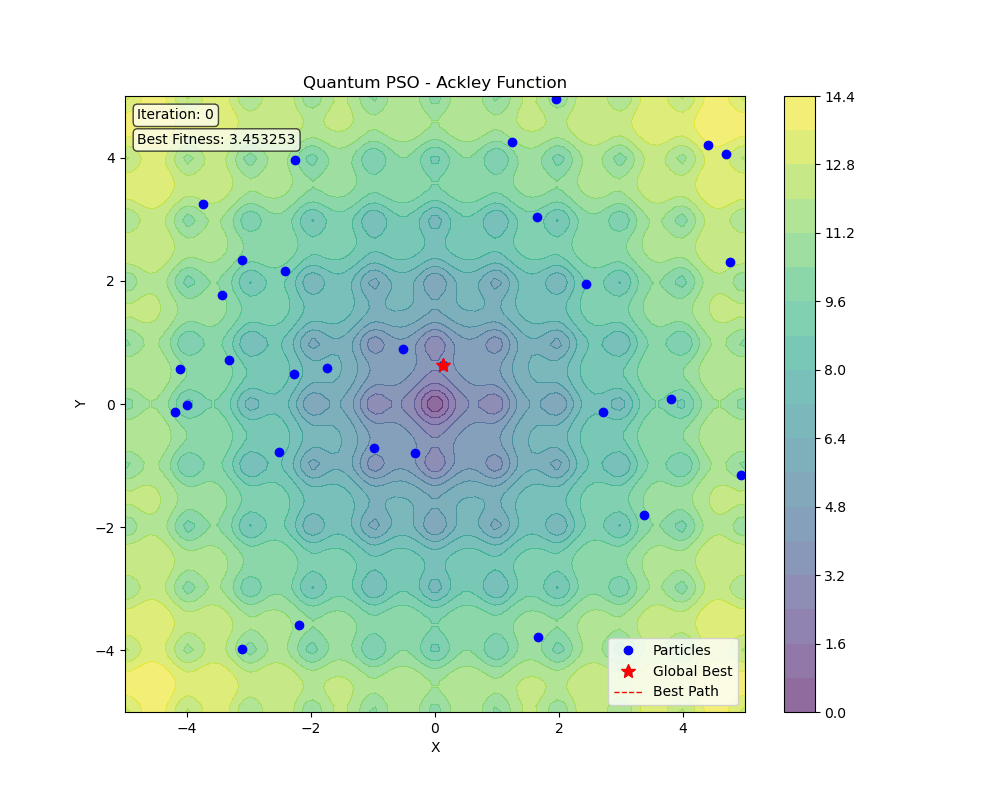 Quantum PSO - Ackley Function
Iteration: 0
Best Fitness: 3.453253
Y
4
2
0
−2
−4
−4
−2
0
2
4
X
Particles
Global Best
Best Path
14.4
12.8
11.2
9.6
8.0
6.4
4.8
3.2
1.6
0.0